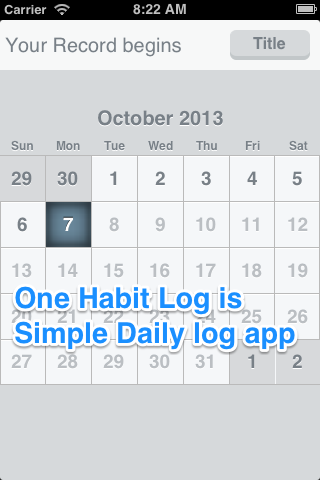 Carrier 8:22 AM
Your Record begins Title
October 2013
Sun Mon Tue Wed Thu Fri Sat
29 30 1 2 3 4 5
6 7 8 9 10 11 12
13 14 15 16 17 18 19
One Habit Log is
20 21 22 23 24 25 26
Simple Daily log app
27 28 29 30 31 1 2